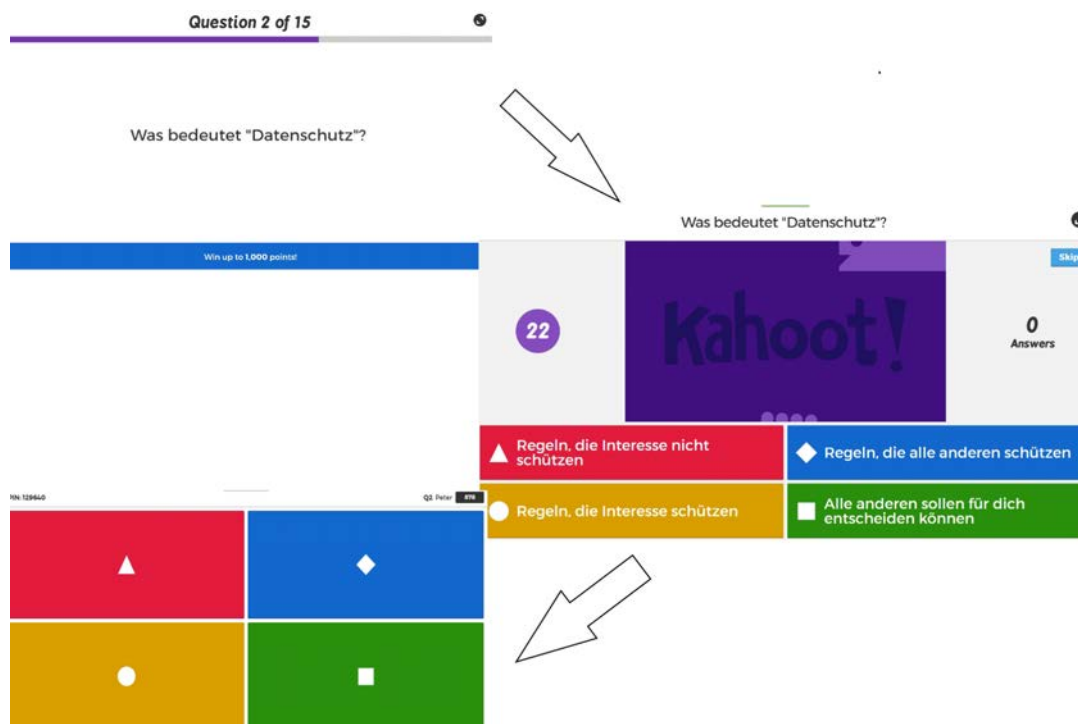 Question 2 of 15
Was bedeutet "Datenschutz"?
Win up to 1,000 points!
Was bedeutet "Datenschutz"?
Skip
22
Kahoot!
0
Answers
Regeln, die Interesse nicht
schützen
Regeln, die alle anderen schützen
Regeln, die Interesse schützen
Alle anderen sollen für dich
entscheiden können
PIN: 129640
Q2 Peter